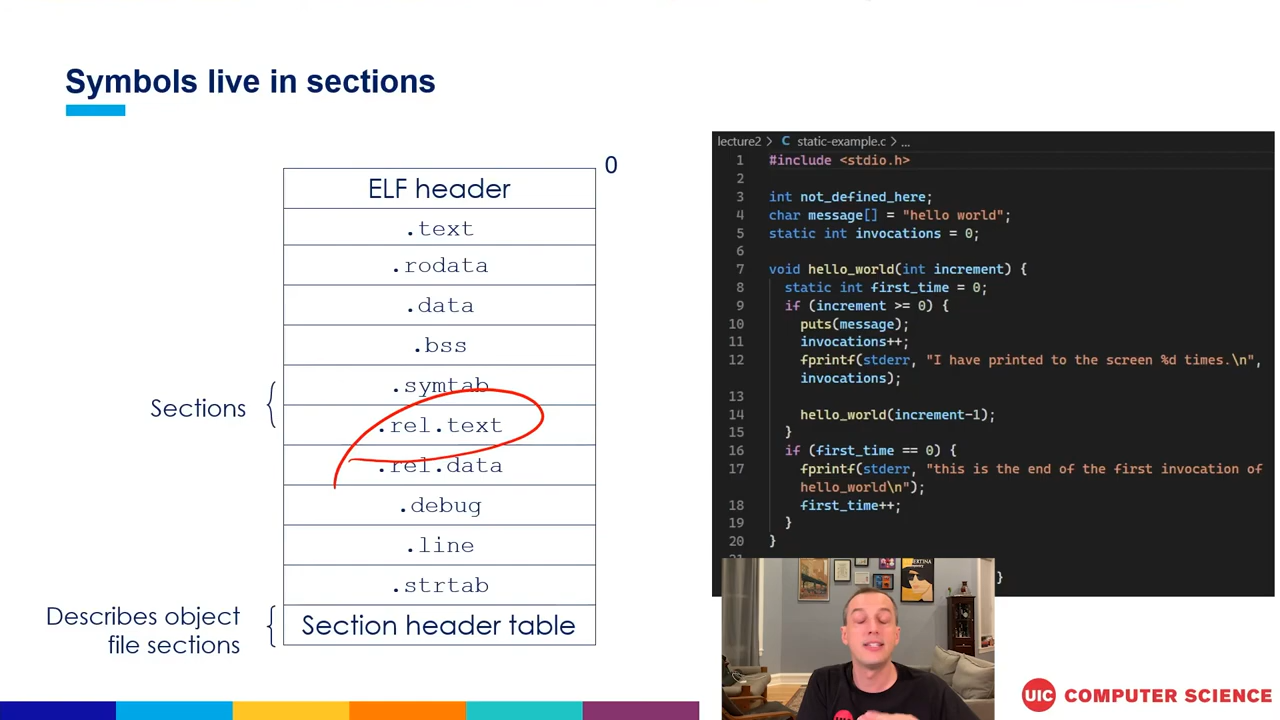 Symbols live in sections
0
ELF header
.text
.rodata
.data
.bss
.symtab
.rel.text
.rel.data
.debug
.line
.strtab
Section header table
Sections
Describes object
file sections
lecture2 > C static-example.c > ...
1 #include <stdio.h>
2
3 int not_defined_here;
4 char message[] = "hello world";
5 static int invocations = 0;
6
7 void hello_world(int increment) {
8 static int first_time = 0;
9 if (increment >= 0) {
10 puts(message);
11 invocations++;
12 fprintf(stderr, "I have printed to the screen %d times.\n",
invocations);
13
14 hello_world(increment-1);
15 }
16 if (first_time == 0) {
17 fprintf(stderr, "this is the end of the first invocation of
hello_world\n");
18 first_time++;
19 }
20 }
}
UIC COMPUTER SCIENCE